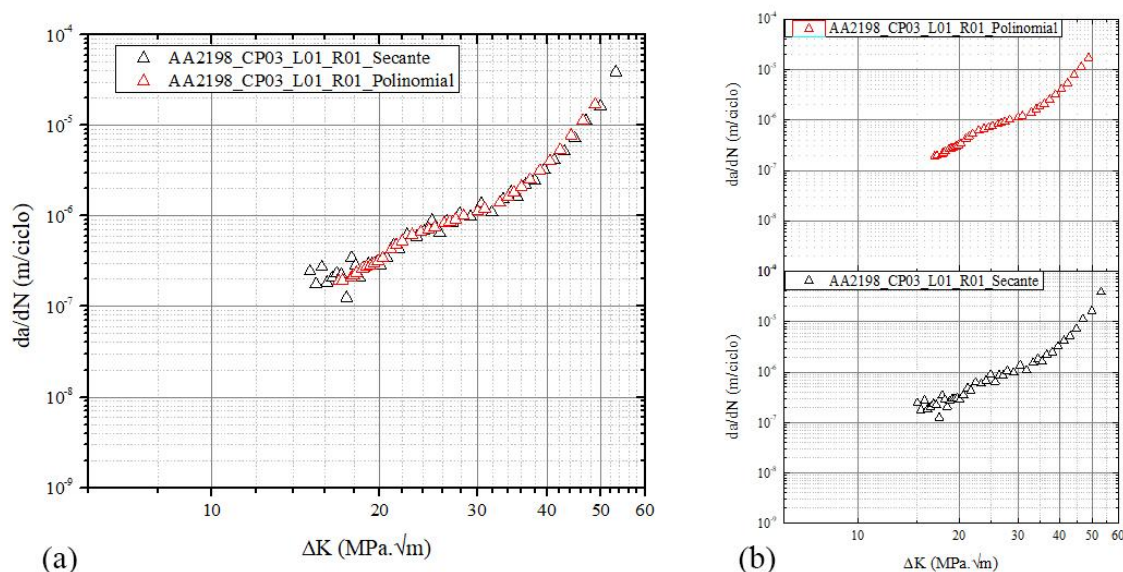 AA2198_CP03_L01_R01_Secante
AA2198_CP03_L01_R01_Polinomial
10^-4
10^-5
10^-6
10^-7
10^-8
10^-9
da/dN (m/ciclo)
10 20 30 40 50 60
ΔK (MPa.√m)
(a)
AA2198_CP03_L01_R01_Polinomial
10^-4
10^-5
10^-6
10^-7
10^-8
10^-4
da/dN (m/ciclo)
AA2198_CP03_L01_R01_Secante
10^-5
10^-6
10^-7
10^-8
10^-9
da/dN (m/ciclo)
10 20 30 40 50 60
ΔK (MPa.√m)
(b)